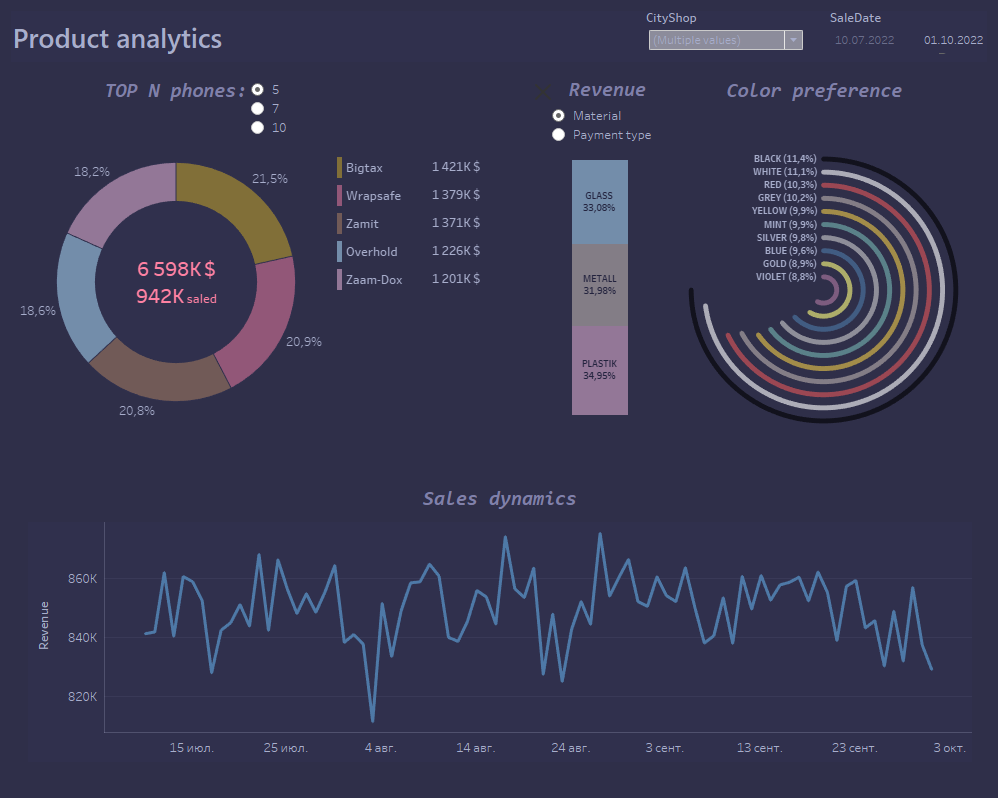 Product analytics
CityShop
(Multiple values)
SaleDate
10.07.2022
01.10.2022
TOP N phones:
5
7
10
18,2%
21,5%
18,6%
20,9%
20,8%
6 598K $
942K saled
Bigtax 1 421K $
Wrapsafe 1 379K $
Zamit 1 371K $
Overhold 1 226K $
Zaam-Dox 1 201K $
Revenue
Material
Payment type
GLASS
33,08%
METALL
31,98%
PLASTIK
34,95%
Color preference
BLACK (11,4%)
WHITE (11,1%)
RED (10,3%)
GREY (10,2%)
YELLOW (9,9%)
MINT (9,9%)
SILVER (9,8%)
BLUE (9,6%)
GOLD (8,9%)
VIOLET (8,8%)
Sales dynamics
Revenue
860K
840K
820K
15 июл.
25 июл.
4 авг.
14 авг.
24 авг.
3 сент.
13 сент.
23 сент.
3 окт.